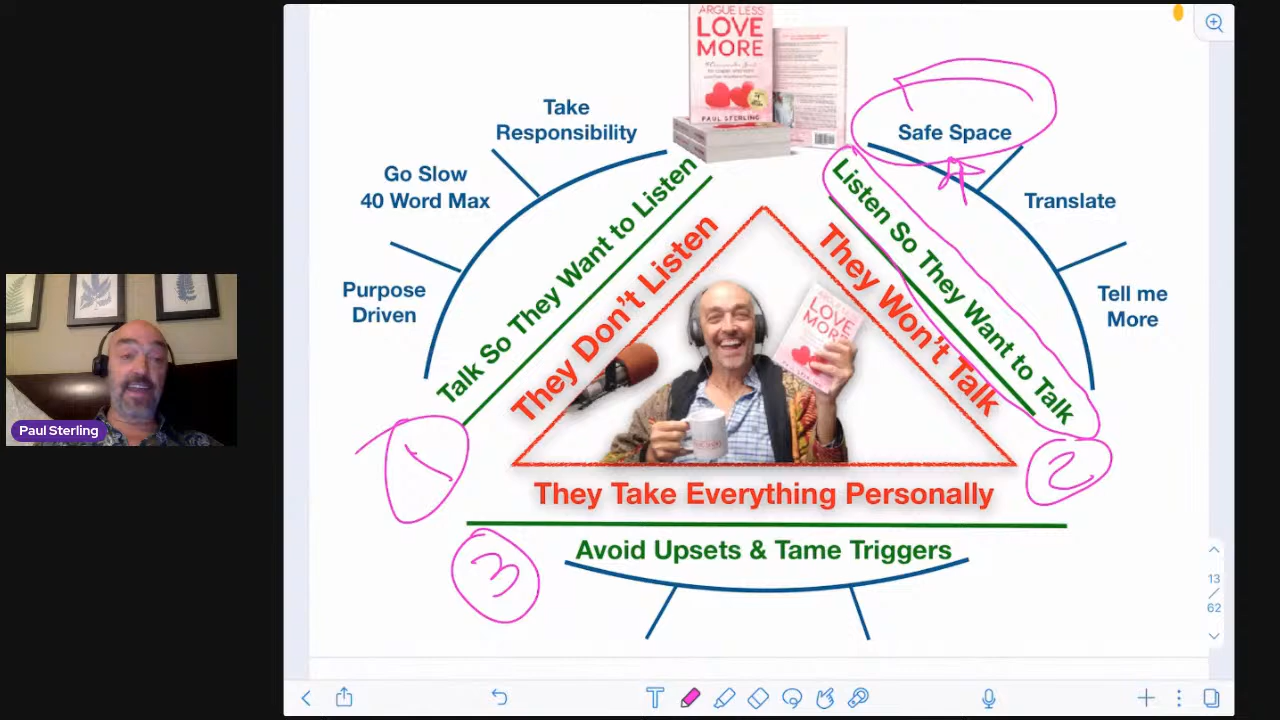 ARGUE LESS
LOVE
MORE
PAUL STERLING
Take
Responsibility
Safe Space
Go Slow
40 Word Max
Translate
Purpose
Driven
Tell me
More
Talk So They Want to Listen
Listen So They Want to Talk
They Don't Listen
They Won't Talk
LOVE
MORE
Paul Sterling
1
2
They Take Everything Personally
Avoid Upsets & Tame Triggers
3
13
62
T